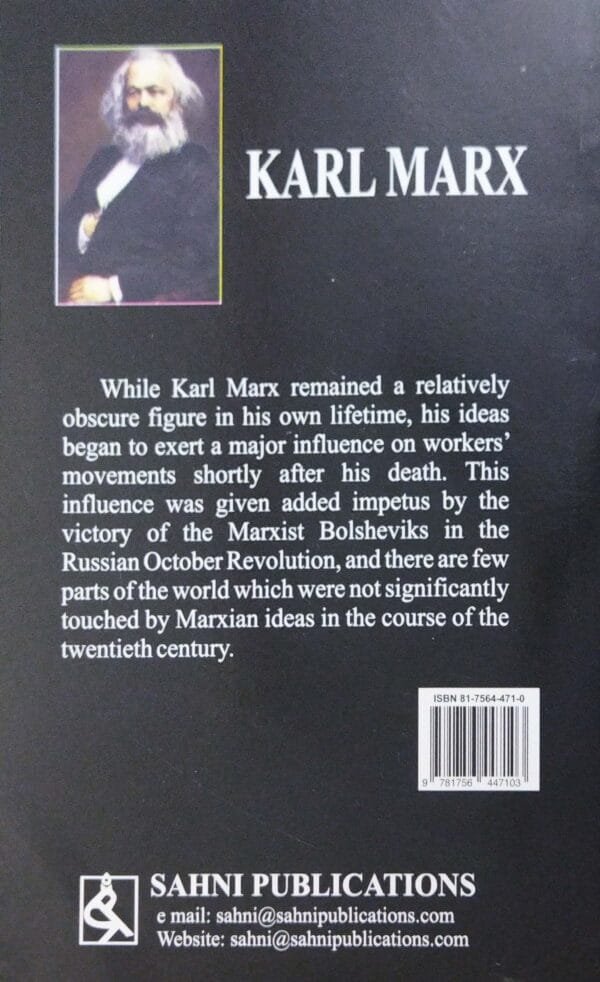 KARL MARX
While Karl Marx remained a relatively
obscure figure in his own lifetime, his ideas
began to exert a major influence on workers’
movements shortly after his death. This
influence was given added impetus by the
victory of the Marxist Bolsheviks in the
Russian October Revolution, and there are few
parts of the world which were not significantly
touched by Marxian ideas in the course of the
twentieth century.
ISBN 81-7564-471-0
9 781756 447103
SAHNI PUBLICATIONS
e mail: sahni@sahnipublications.com
Website: sahni@sahnipublications.com